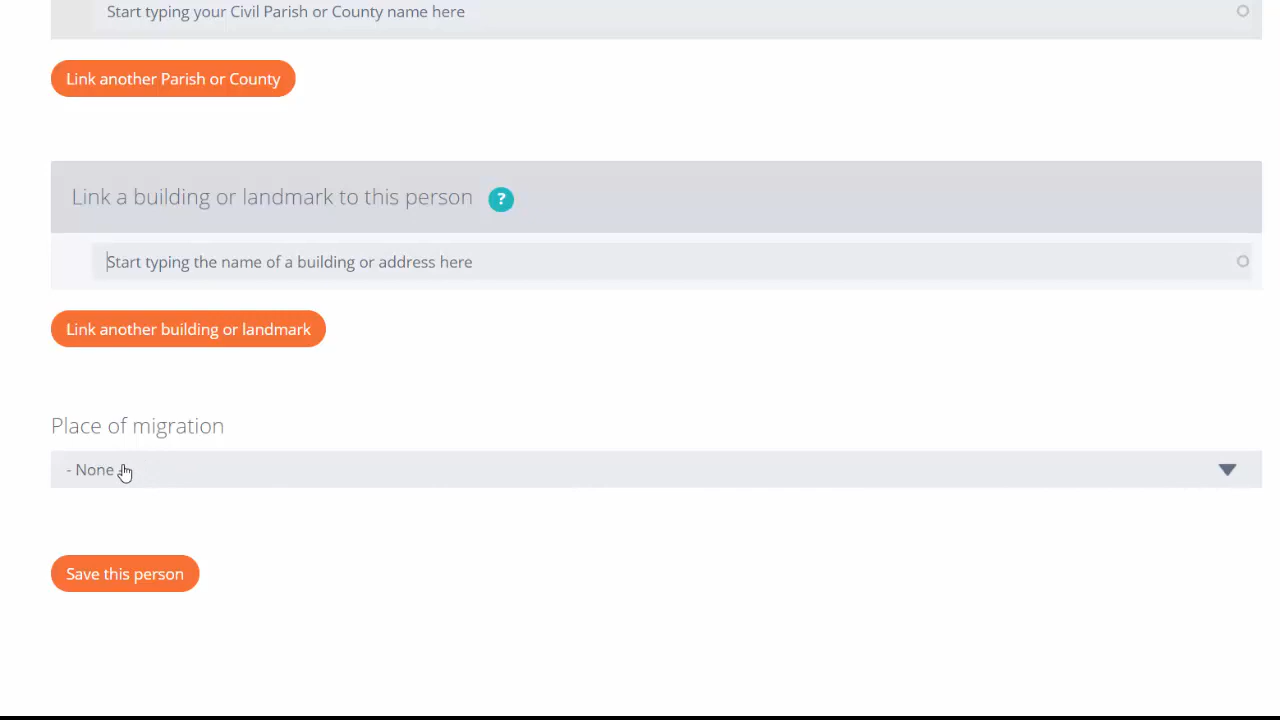 Start typing your Civil Parish or County name here
Link another Parish or County
Link a building or landmark to this person ?
Start typing the name of a building or address here
Link another building or landmark
Place of migration
- None
Save this person